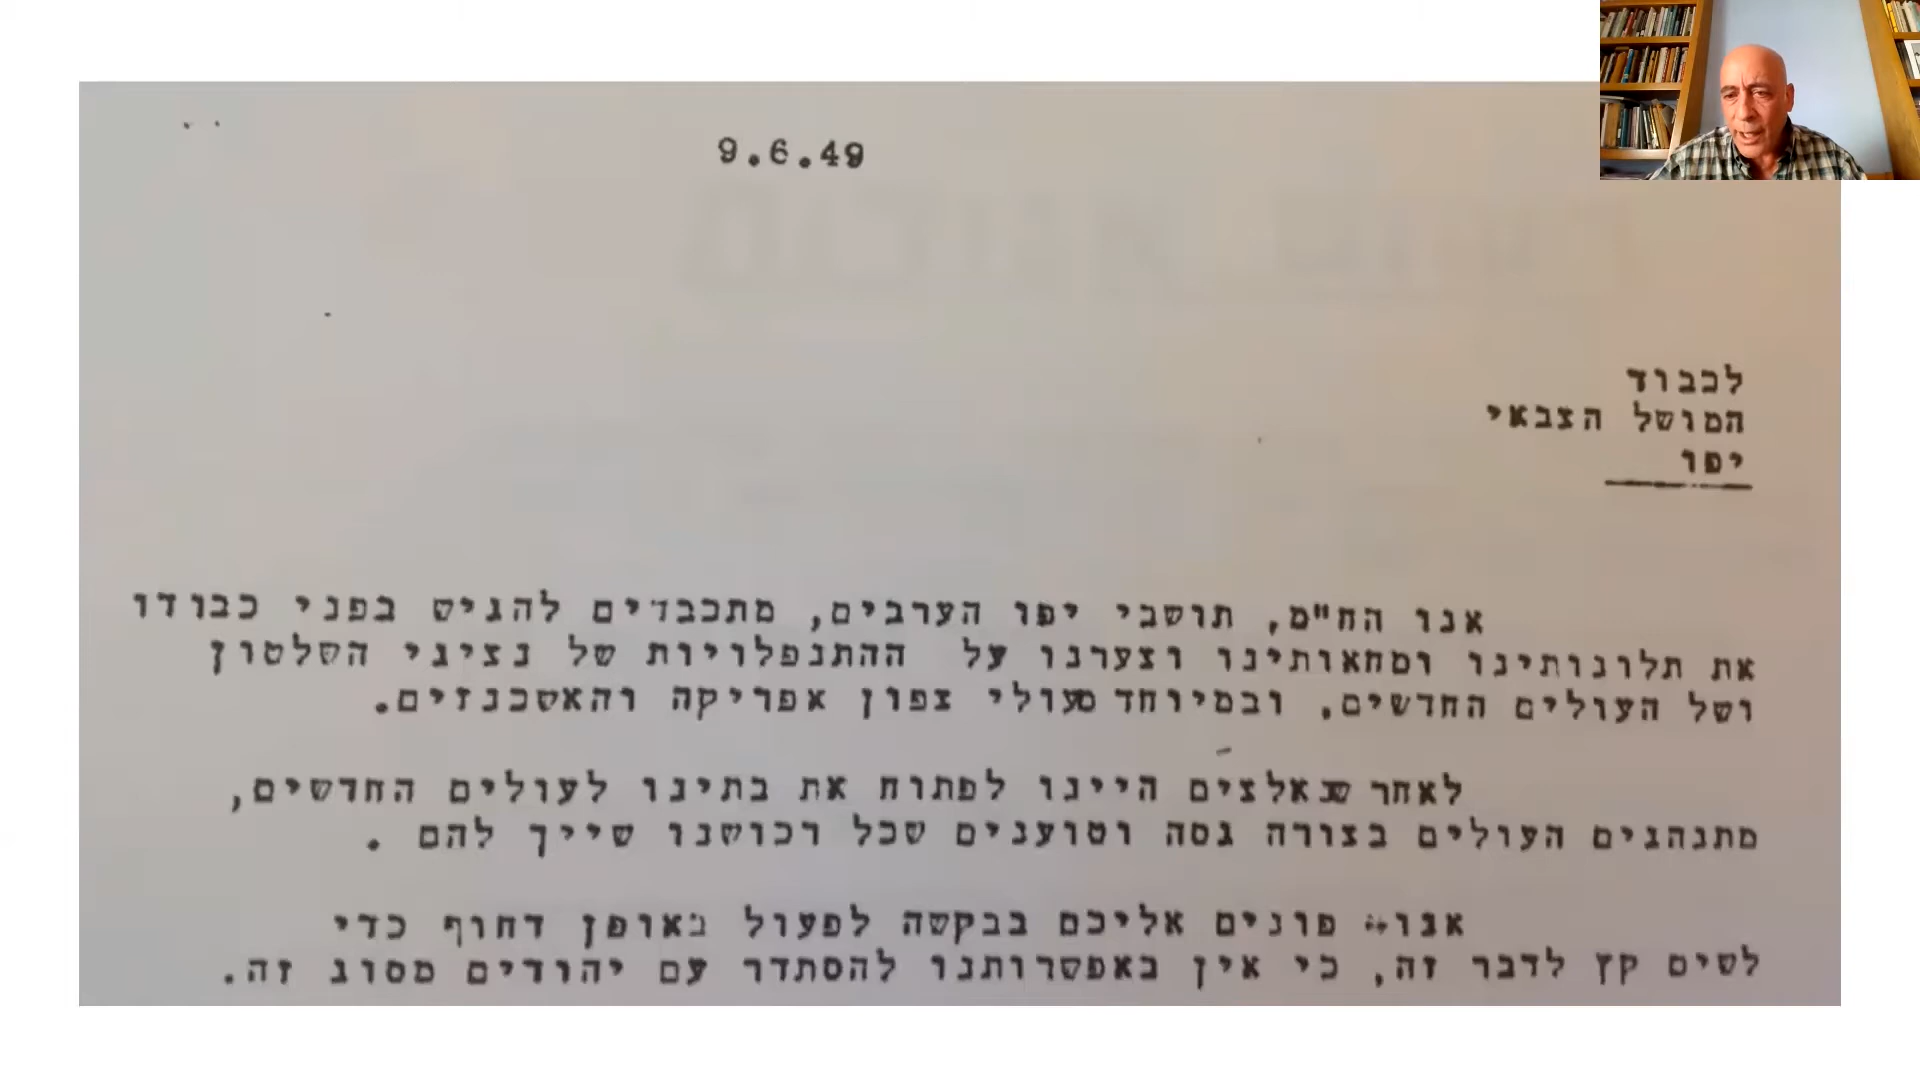 9.6.49
לכבוד
המושל הצבאי
יפו
אנו הח"מ, תושבי יפו הערבים, מתכבדים להגיש בפני כבודו
את תלונותינו ומחאותינו וצערנו על ההתנפלויות של נציגי השלטון
ושל העולים החדשים, ובמיוחד מעולי צפון אפריקה והאשכנזים.
לאחר שנאלצים היינו לפתוח את בתינו לעולים החדשים,
מתנהגים העולים בצורה גסה וטוענים שכל רכושנו שייך להם .
אנו פונים אליכם בבקשה לפעול באופן דחוף כדי
לשים קץ לדבר זה, כי אין באפשרותנו להסתדר עם יהודים מסוג זה.